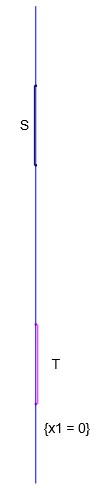 S
T
{x1 = 0}